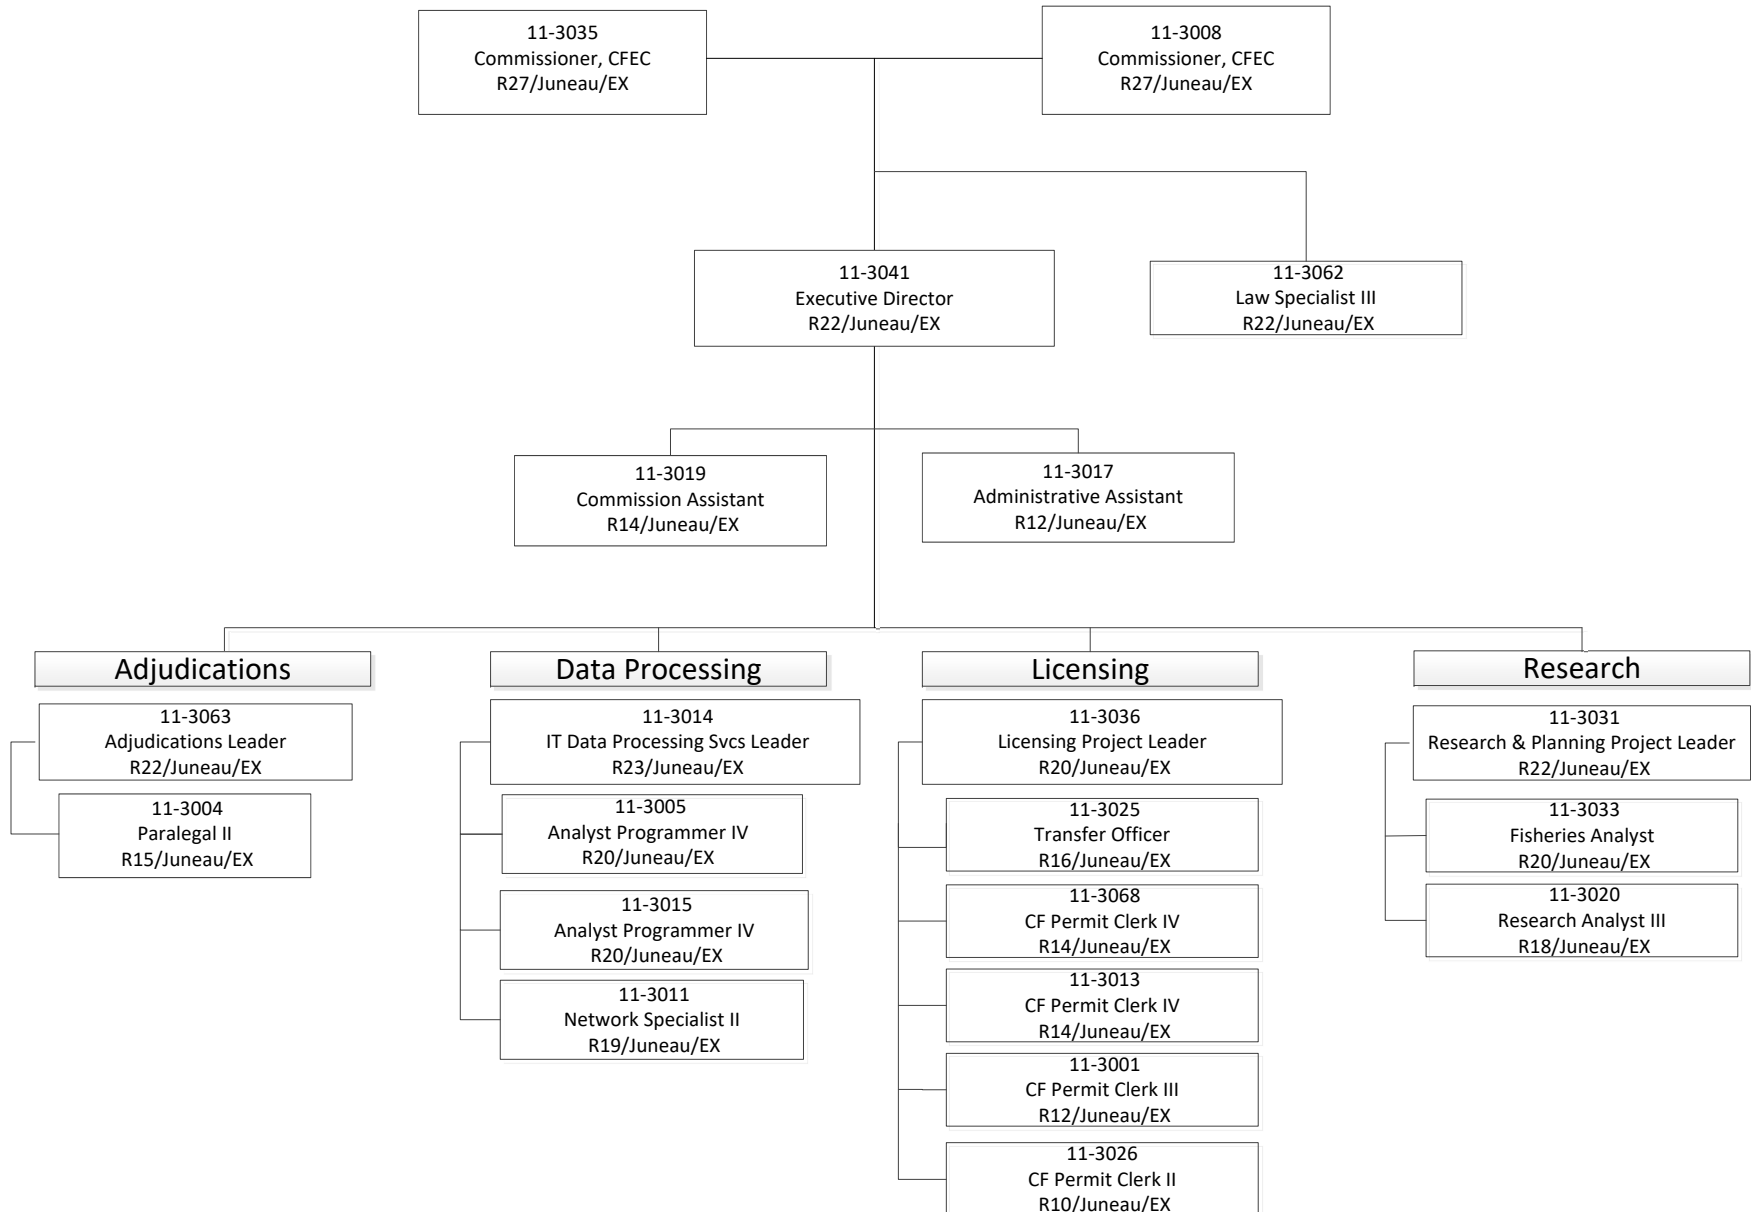 11-3035
Commissioner, CFEC
R27/Juneau/EX
11-3008
Commissioner, CFEC
R27/Juneau/EX
11-3041
Executive Director
R22/Juneau/EX
11-3062
Law Specialist III
R22/Juneau/EX
11-3019
Commission Assistant
R14/Juneau/EX
11-3017
Administrative Assistant
R12/Juneau/EX
Adjudications
11-3063
Adjudications Leader
R22/Juneau/EX
11-3004
Paralegal II
R15/Juneau/EX
Data Processing
11-3014
IT Data Processing Svcs Leader
R23/Juneau/EX
11-3005
Analyst Programmer IV
R20/Juneau/EX
11-3015
Analyst Programmer IV
R20/Juneau/EX
11-3011
Network Specialist II
R19/Juneau/EX
Licensing
11-3036
Licensing Project Leader
R20/Juneau/EX
11-3025
Transfer Officer
R16/Juneau/EX
11-3068
CF Permit Clerk IV
R14/Juneau/EX
11-3013
CF Permit Clerk IV
R14/Juneau/EX
11-3001
CF Permit Clerk III
R12/Juneau/EX
11-3026
CF Permit Clerk II
R10/Juneau/EX
Research
11-3031
Research & Planning Project Leader
R22/Juneau/EX
11-3033
Fisheries Analyst
R20/Juneau/EX
11-3020
Research Analyst III
R18/Juneau/EX